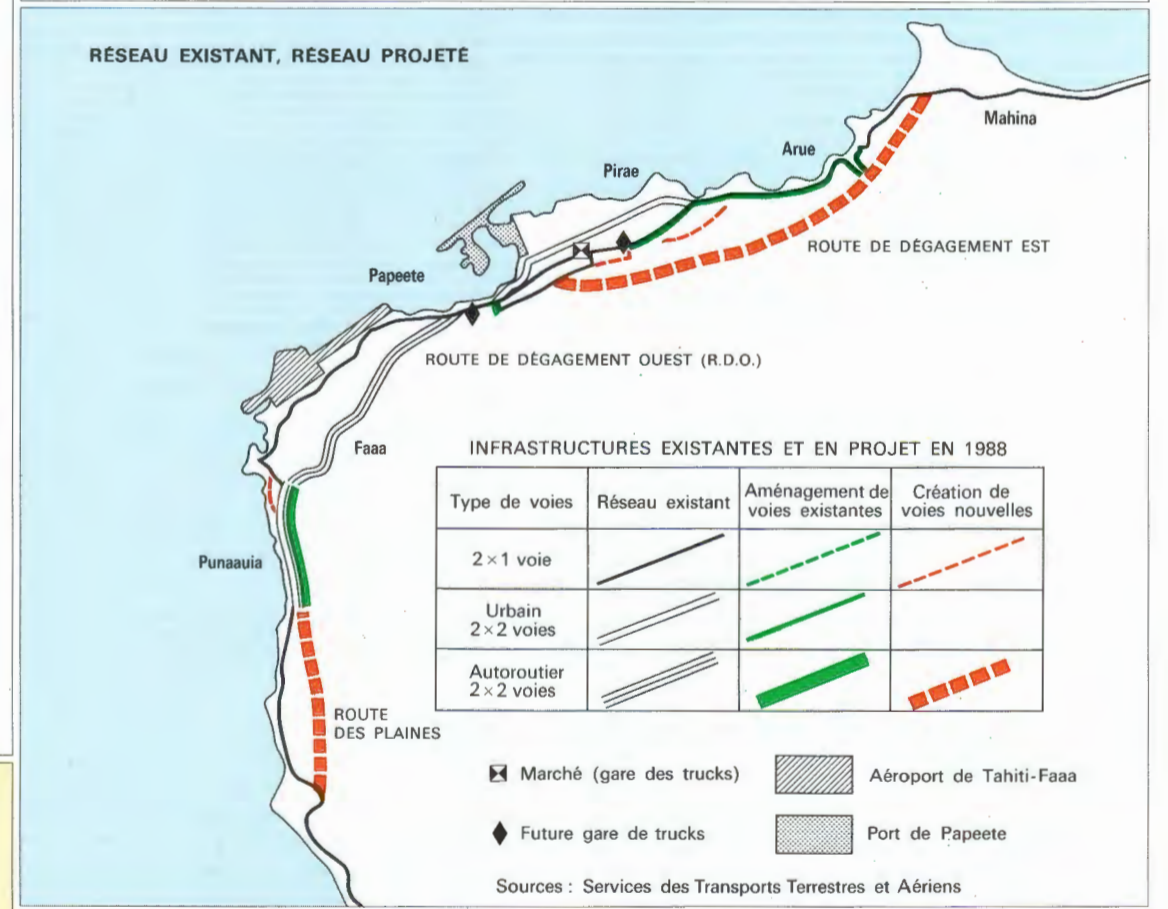 RÉSEAU EXISTANT, RÉSEAU PROJETÉ
Mahina
Arue
Pirae
ROUTE DE DÉGAGEMENT EST
Papeete
ROUTE DE DÉGAGEMENT OUEST (R.D.O.)
Faaa
Punaauia
ROUTE
DES PLAINES
INFRASTRUCTURES EXISTANTES ET EN PROJET EN 1988
Type de voies
Réseau existant
Aménagement de
voies existantes
Création de
voies nouvelles
2×1 voie
Urbain
2×2 voies
Autoroutier
2×2 voies
Marché (gare des trucks)
Aéroport de Tahiti-Faaa
Future gare de trucks
Port de Papeete
Sources : Services des Transports Terrestres et Aériens